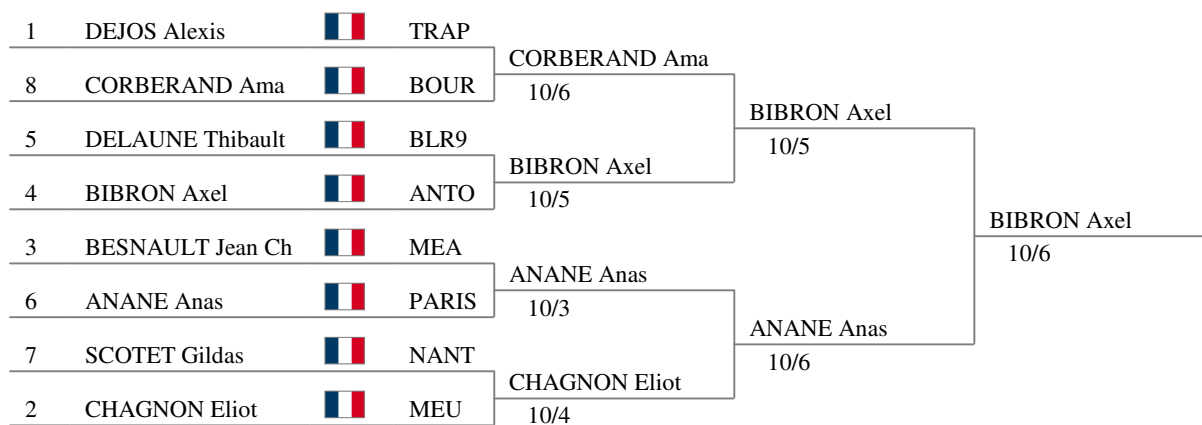 1 DEJOS Alexis TRAP
CORBERAND Ama
8 CORBERAND Ama BOUR
10/6
BIBRON Axel
5 DELAUNE Thibault BLR9
10/5
BIBRON Axel
4 BIBRON Axel ANTO
10/5
BIBRON Axel
3 BESNAULT Jean Ch MEA
10/6
ANANE Anas
6 ANANE Anas PARIS
10/3
ANANE Anas
7 SCOTET Gildas NANT
10/6
CHAGNON Eliot
2 CHAGNON Eliot MEU
10/4